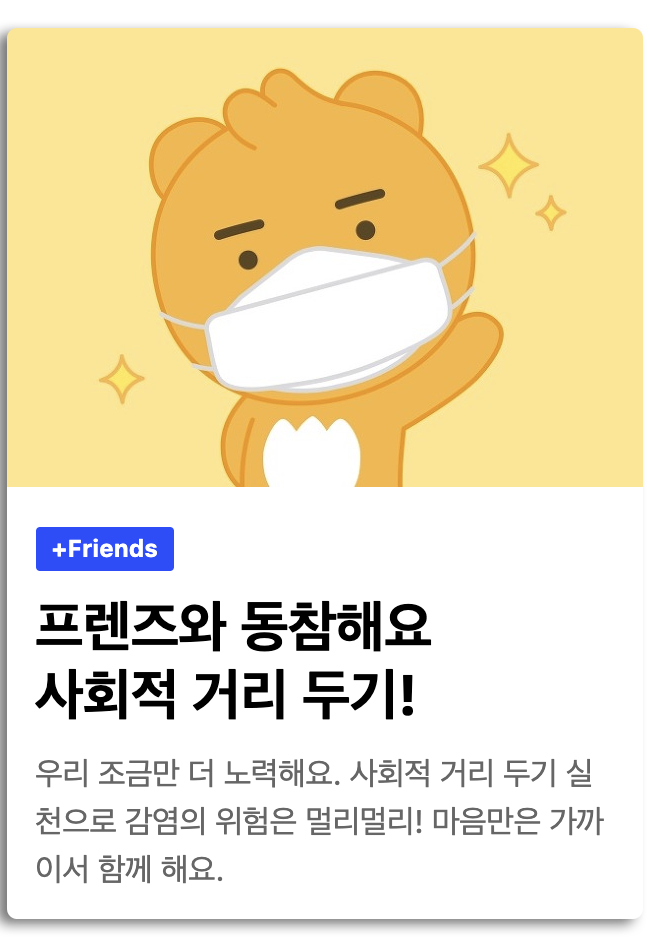 +Friends
프렌즈와 동참해요
사회적 거리 두기!
우리 조금만 더 노력해요. 사회적 거리 두기 실
천으로 감염의 위험은 멀리멀리! 마음만은 가까
이서 함께 해요.